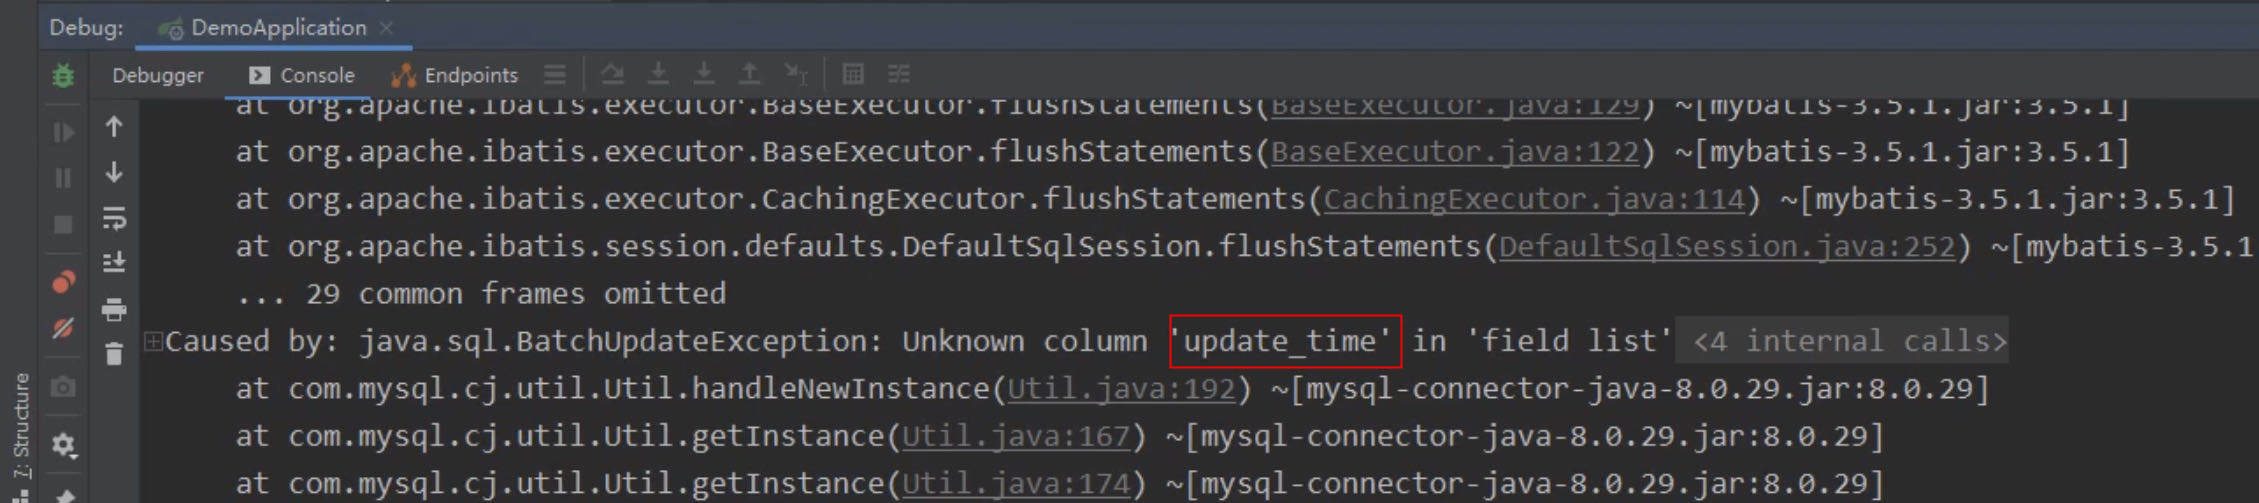 Debug: DemoApplication
Debugger Console Endpoints
at org.apache.ibatis.executor.BaseExecutor.flushStatements(BaseExecutor.java:129) ~[mybatis-3.5.1.jar:3.5.1]
at org.apache.ibatis.executor.BaseExecutor.flushStatements(BaseExecutor.java:122) ~[mybatis-3.5.1.jar:3.5.1]
at org.apache.ibatis.executor.CachingExecutor.flushStatements(CachingExecutor.java:114) ~[mybatis-3.5.1.jar:3.5.1]
at org.apache.ibatis.session.defaults.DefaultSqlSession.flushStatements(DefaultSqlSession.java:252) ~[mybatis-3.5.1
... 29 common frames omitted
Caused by: java.sql.BatchUpdateException: Unknown column 'update_time' in 'field list' <4 internal calls>
at com.mysql.cj.util.Util.handleNewInstance(Util.java:192) ~[mysql-connector-java-8.0.29.jar:8.0.29]
at com.mysql.cj.util.Util.getInstance(Util.java:167) ~[mysql-connector-java-8.0.29.jar:8.0.29]
at com.mysql.cj.util.Util.getInstance(Util.java:174) ~[mysql-connector-java-8.0.29.jar:8.0.29]
7: Structure